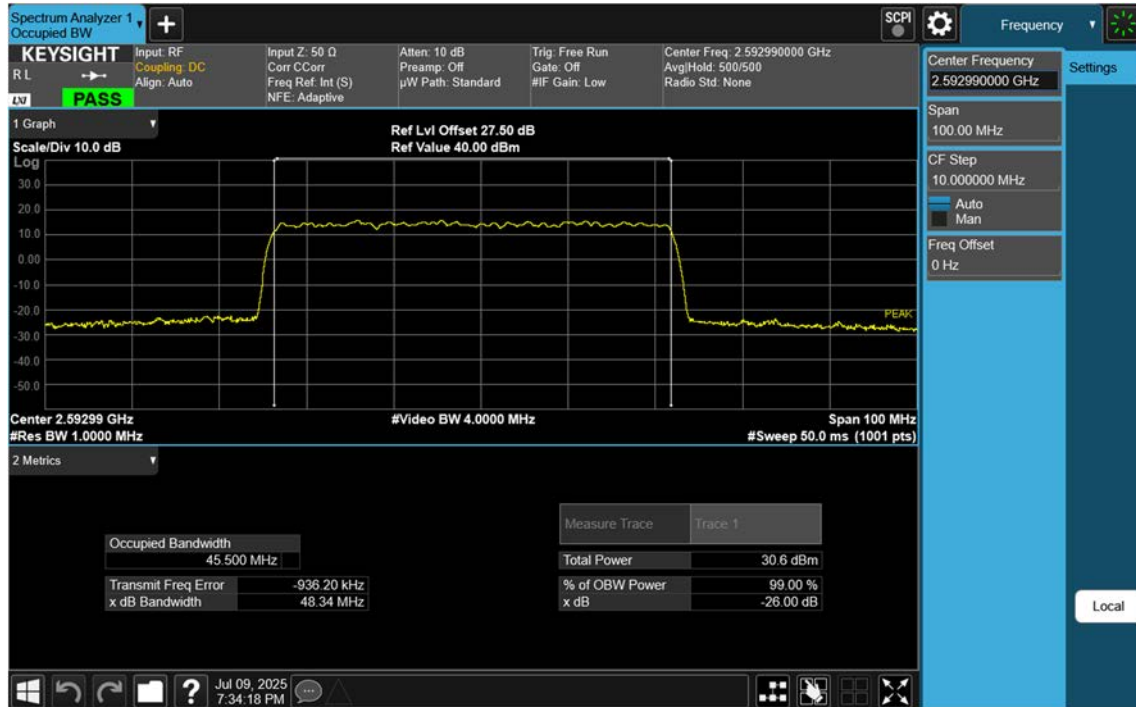 Spectrum Analyzer 1
Occupied BW
SCPI
Frequency
KEYSIGHT
R L
LXI
PASS
Input: RF
Coupling: DC
Align: Auto
Input Z: 50 Ω
Corr CCorr
Freq Ref: Int (S)
NFE: Adaptive
Atten: 10 dB
Preamp: Off
µW Path: Standard
Trig: Free Run
Gate: Off
#IF Gain: Low
Center Freq: 2.592990000 GHz
Avg|Hold: 500/500
Radio Std: None
Center Frequency
2.592990000 GHz
Settings
Span
100.00 MHz
CF Step
10.000000 MHz
Auto
Man
Freq Offset
0 Hz
Local
1 Graph
Scale/Div 10.0 dB
Ref Lvl Offset 27.50 dB
Ref Value 40.00 dBm
Log
30.0
20.0
10.0
0.00
-10.0
-20.0
-30.0
-40.0
-50.0
PEAK
Center 2.59299 GHz
#Video BW 4.0000 MHz
Span 100 MHz
#Res BW 1.0000 MHz
#Sweep 50.0 ms (1001 pts)
2 Metrics
Measure Trace Trace 1
Occupied Bandwidth
45.500 MHz
Total Power 30.6 dBm
Transmit Freq Error -936.20 kHz
% of OBW Power 99.00 %
x dB Bandwidth 48.34 MHz
x dB -26.00 dB
?
Jul 09, 2025
7:34:18 PM